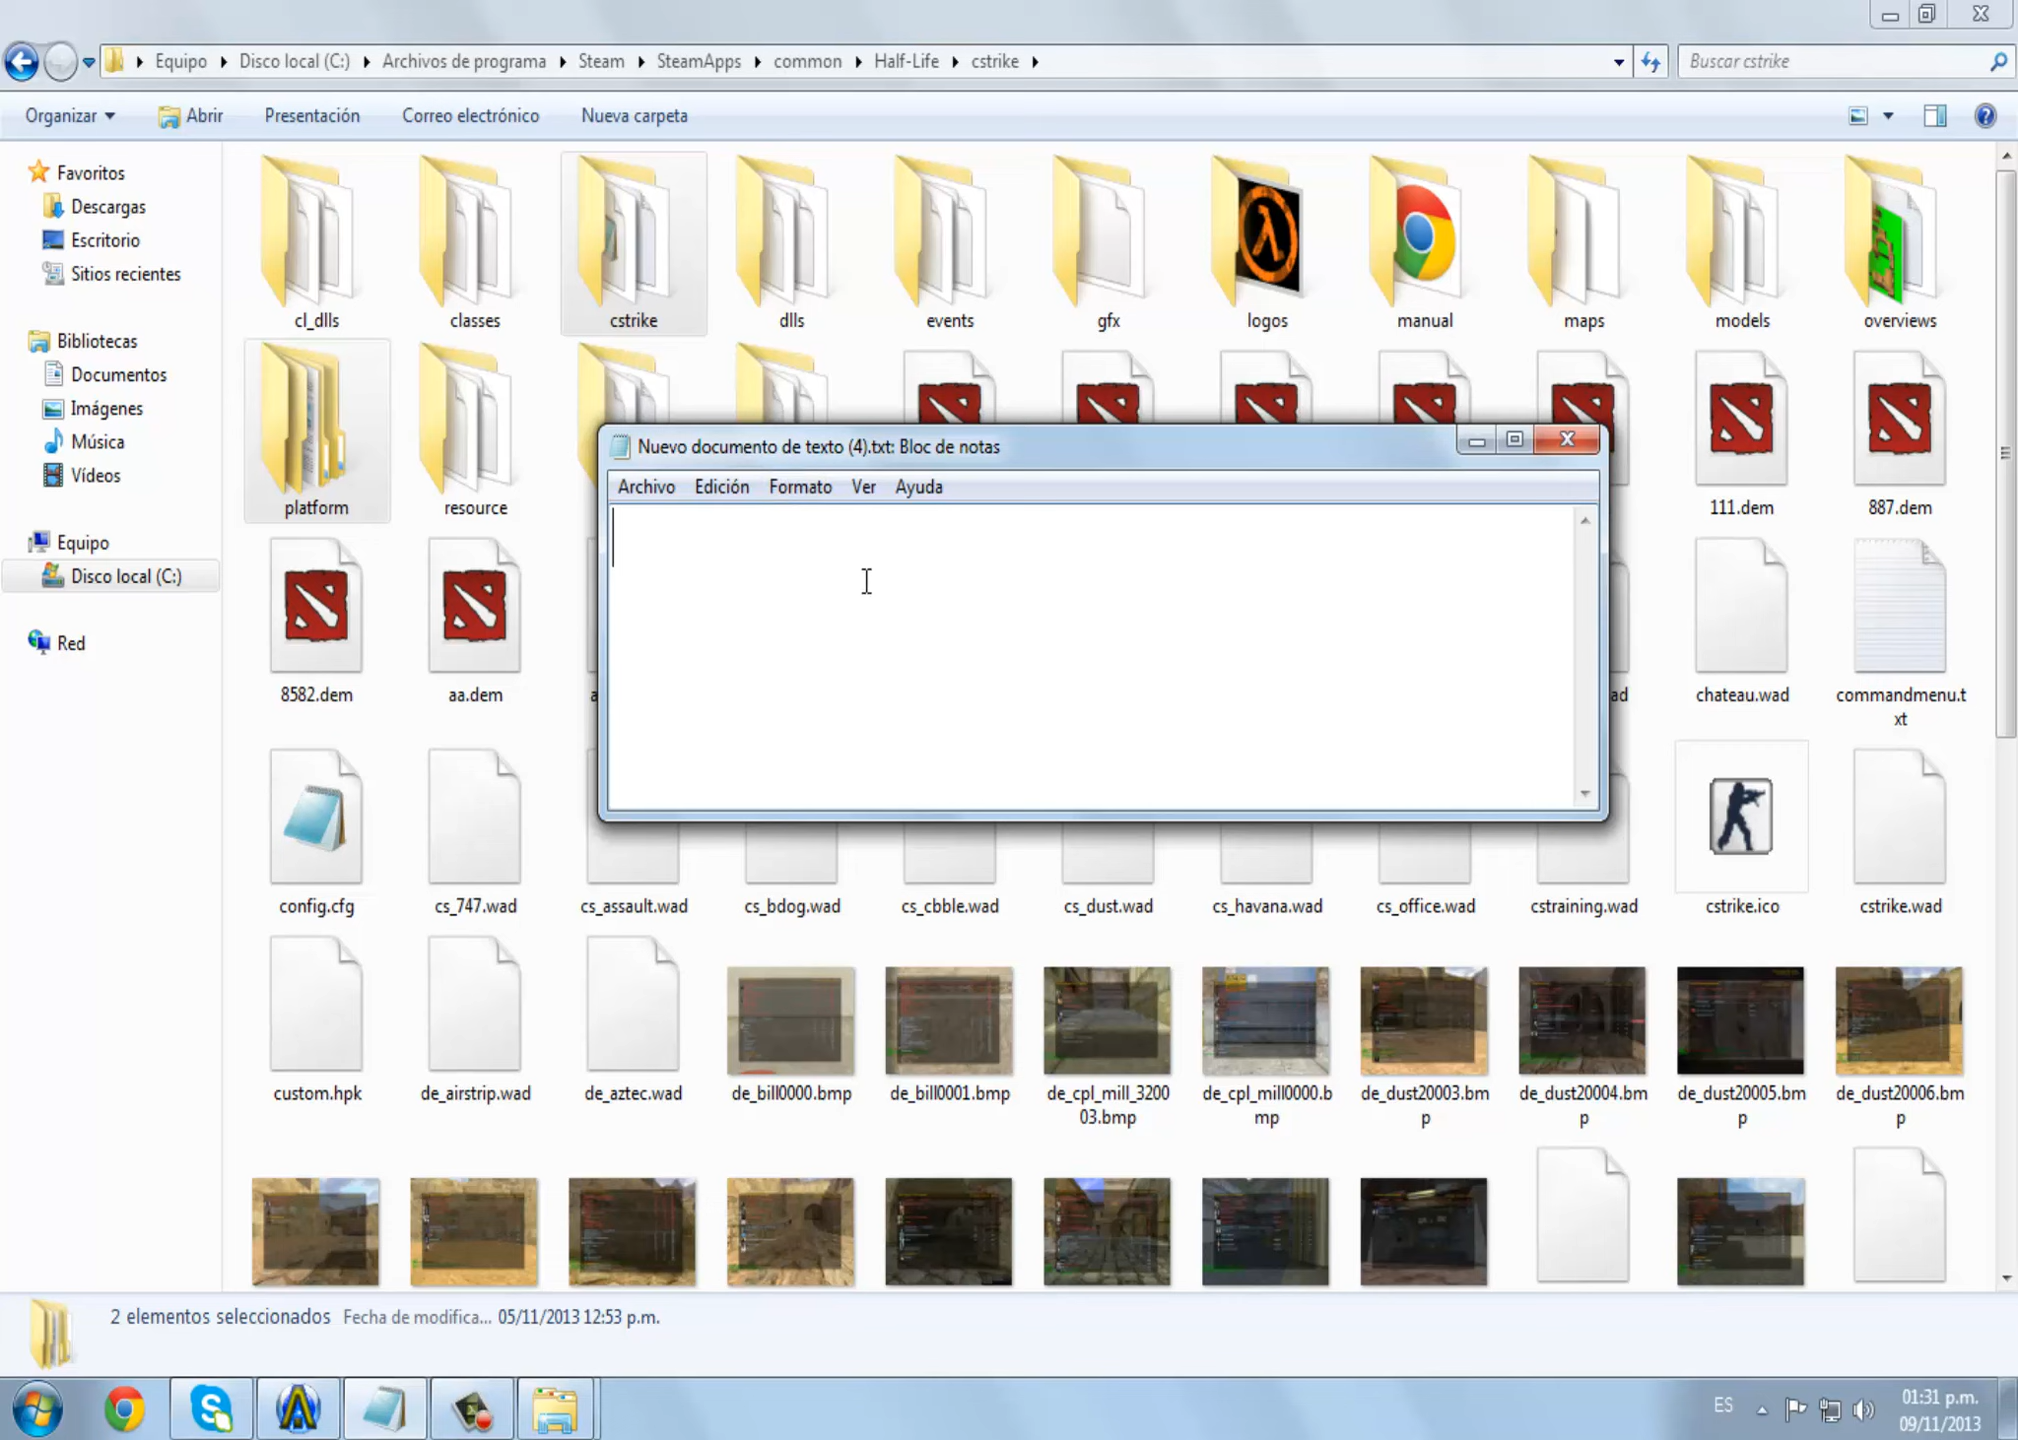 Equipo Disco local (C:) Archivos de programa Steam SteamApps common Half-Life cstrike
Buscar cstrike
Organizar Abrir Presentación Correo electrónico Nueva carpeta
Favoritos
Descargas
Escritorio
Sitios recientes
Bibliotecas
Documentos
Imágenes
Música
Vídeos
Equipo
Disco local (C:)
Red
cl_dlls classes cstrike dlls events gfx logos manual maps models overviews
platform resource 111.dem 887.dem
Nuevo documento de texto (4).txt: Bloc de notas
Archivo Edición Formato Ver Ayuda
8582.dem aa.dem a ad chateau.wad commandmenu.t
xt
config.cfg cs_747.wad cs_assault.wad cs_bdog.wad cs_cbble.wad cs_dust.wad cs_havana.wad cs_office.wad cstraining.wad cstrike.ico cstrike.wad
custom.hpk de_airstrip.wad de_aztec.wad de_bill0000.bmp de_bill0001.bmp de_cpl_mill_3200 de_cpl_mill0000.b de_dust20003.bm de_dust20004.bm de_dust20005.bm de_dust20006.bm
03.bmp mp p p p p
2 elementos seleccionados Fecha de modifica... 05/11/2013 12:53 p.m.
ES
01:31 p.m.
09/11/2013